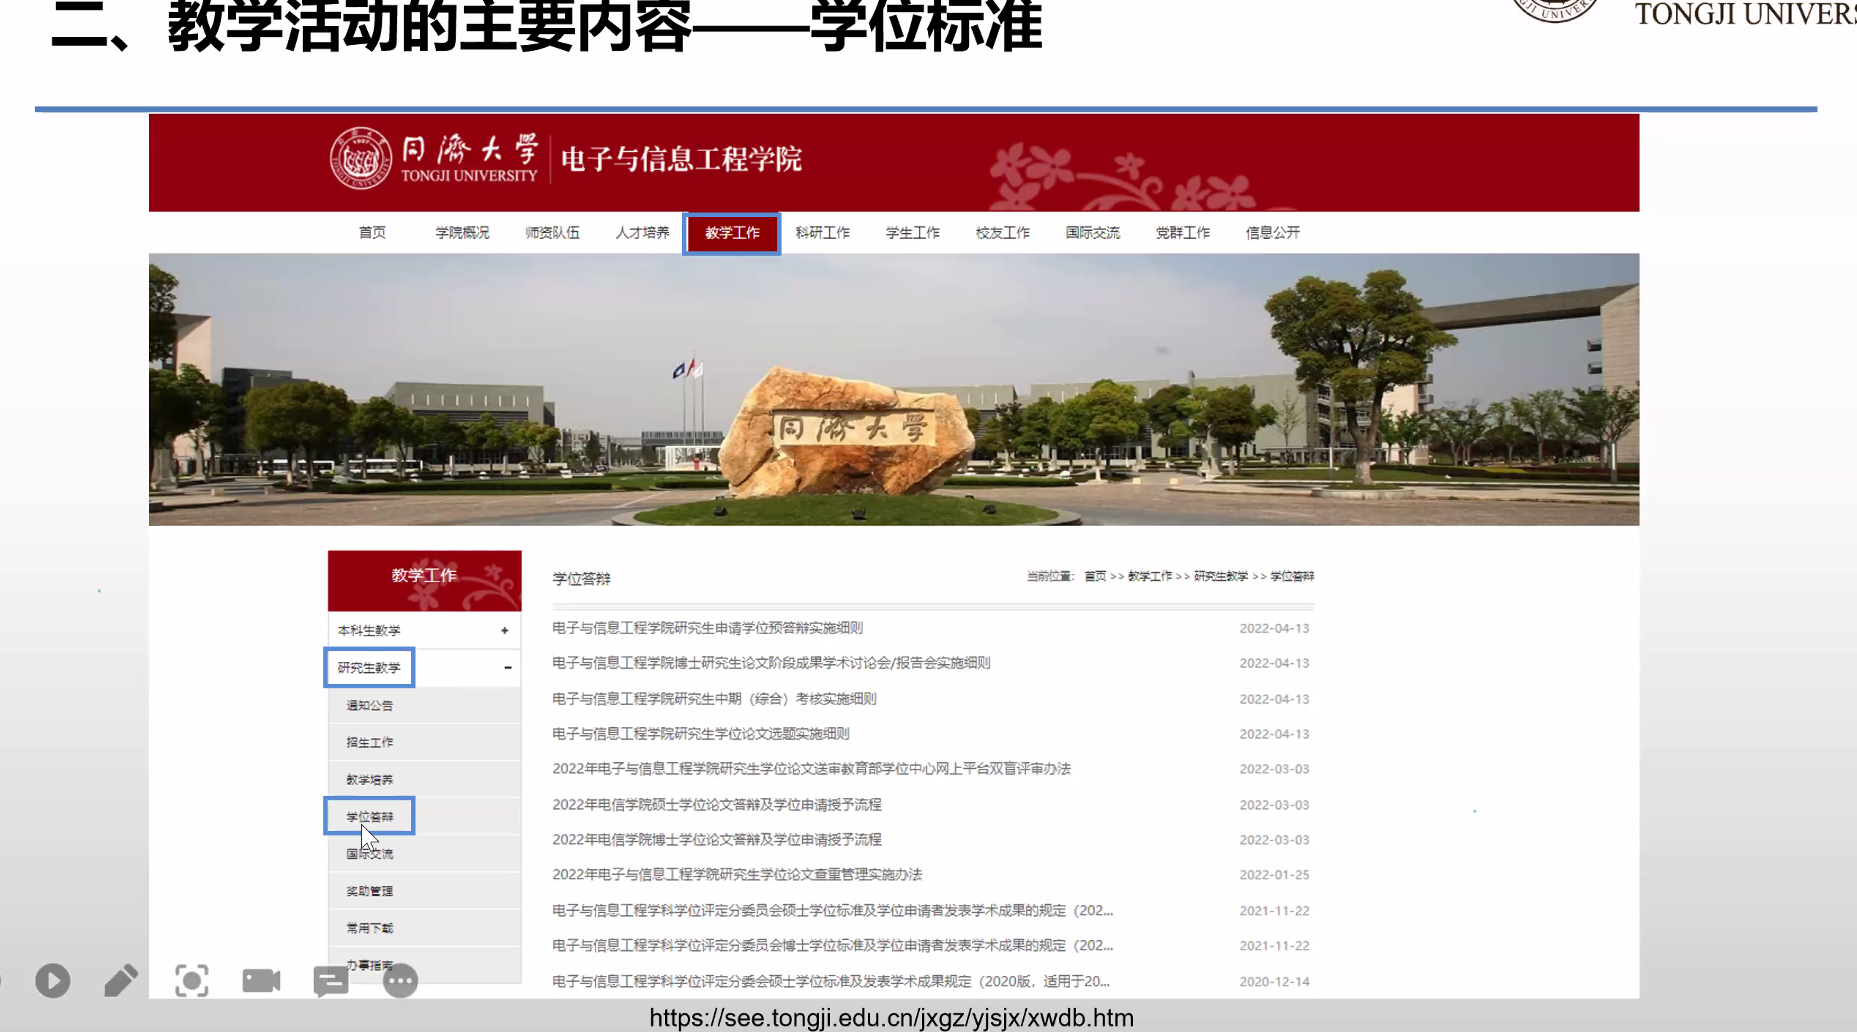 二、教学活动的主要内容——学位标准
TONGJI UNIVERS
同濟大學
TONGJI UNIVERSITY
电子与信息工程学院
首页 学院概况 师资队伍 人才培养 教学工作 科研工作 学生工作 校友工作 国际交流 党群工作 信息公开
同濟大學
教学工作
本科生教学 +
研究生教学 -
通知公告
招生工作
教学培养
学位答辩
国际交流
奖助管理
常用下载
办事指南
学位答辩
当前位置: 首页 >> 教学工作 >> 研究生教学 >> 学位答辩
电子与信息工程学院研究生申请学位预答辩实施细则 2022-04-13
电子与信息工程学院博士研究生论文阶段成果学术讨论会/报告会实施细则 2022-04-13
电子与信息工程学院研究生中期（综合）考核实施细则 2022-04-13
电子与信息工程学院研究生学位论文选题实施细则 2022-04-13
2022年电子与信息工程学院研究生学位论文送审教育部学位中心网上平台双盲评审办法 2022-03-03
2022年电信学院硕士学位论文答辩及学位申请授予流程 2022-03-03
2022年电信学院博士学位论文答辩及学位申请授予流程 2022-03-03
2022年电子与信息工程学院研究生学位论文查重管理实施办法 2022-01-25
电子与信息工程学科学位评定分委员会硕士学位标准及学位申请者发表学术成果的规定（202... 2021-11-22
电子与信息工程学科学位评定分委员会博士学位标准及学位申请者发表学术成果的规定（202... 2021-11-22
电子与信息工程学科学位评定分委会硕士学位标准及发表学术成果规定（2020版，适用于20... 2020-12-14
https://see.tongji.edu.cn/jxgz/yjsjx/xwdb.htm